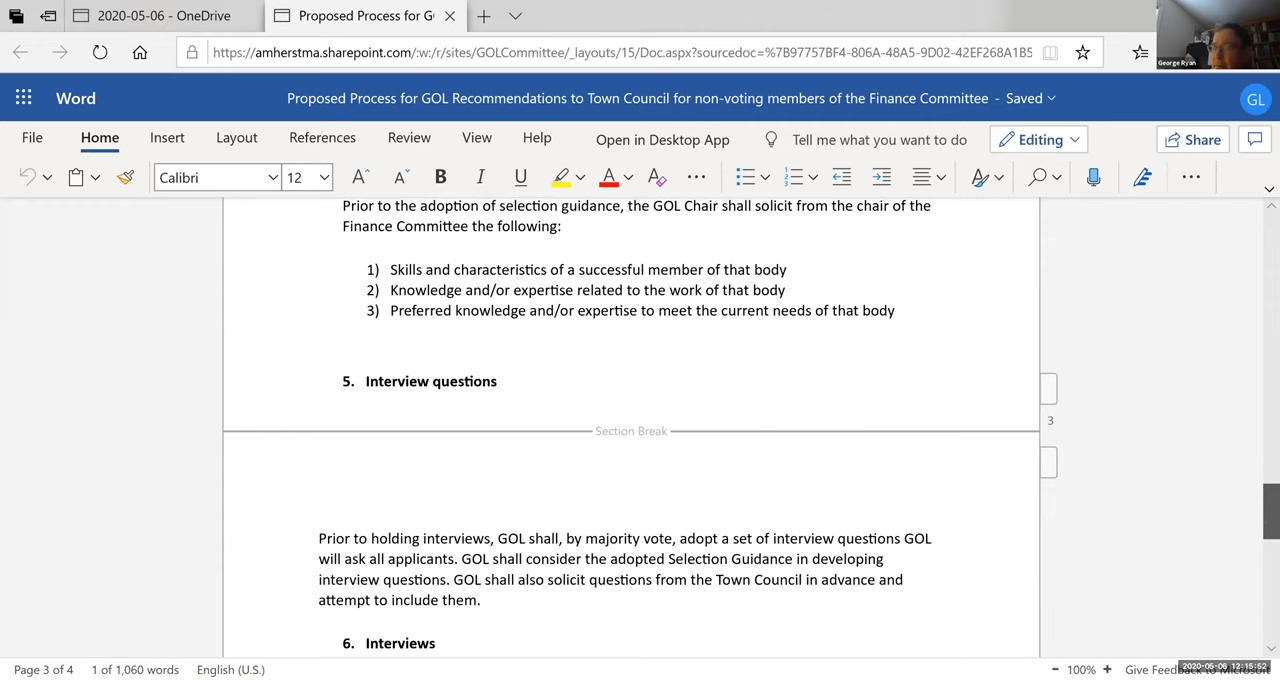 2020-05-06 - OneDrive
Proposed Process for G
https://amherstma.sharepoint.com/:w:/r/sites/GOLCommittee/_layouts/15/Doc.aspx?sourcedoc=%7B97757BF4-806A-48A5-9D02-42EF268A1B5
George Ryan
Word
Proposed Process for GOL Recommendations to Town Council for non-voting members of the Finance Committee - Saved
GL
File Home Insert Layout References Review View Help Open in Desktop App Tell me what you want to do Editing Share
Calibri 12
Prior to the adoption of selection guidance, the GOL Chair shall solicit from the chair of the
Finance Committee the following:
1) Skills and characteristics of a successful member of that body
2) Knowledge and/or expertise related to the work of that body
3) Preferred knowledge and/or expertise to meet the current needs of that body
5. Interview questions
3
Section Break
Prior to holding interviews, GOL shall, by majority vote, adopt a set of interview questions GOL
will ask all applicants. GOL shall consider the adopted Selection Guidance in developing
interview questions. GOL shall also solicit questions from the Town Council in advance and
attempt to include them.
6. Interviews
Page 3 of 4 1 of 1,060 words English (U.S.) - 100% + Give Feedback to Microsoft
2020-05-06 12:15:52